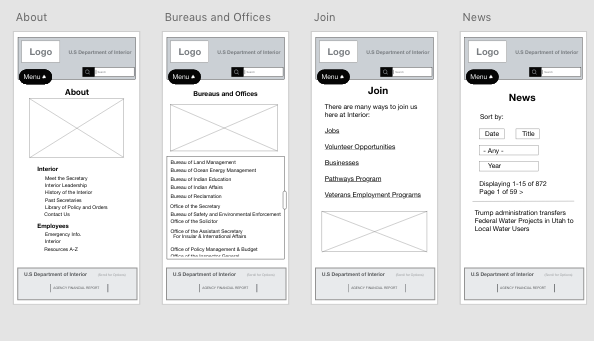 About
Bureaus and Offices
Join
News
Logo
U.S Department of Interior
Menu
About
Interior
Meet the Secretary
Interior Leadership
History of the Interior
Past Secretaries
Library of Policy and Orders
Contact Us
Employees
Emergency Info.
Interior
Resources A-Z
U.S Department of Interior
AGENCY FINANCIAL REPORT
Logo
U.S Department of Interior
Menu
Bureaus and Offices
Bureau of Land Management
Bureau of Ocean Energy Management
Bureau of Indian Education
Bureau of Indian Affairs
Bureau of Reclamation
Office of the Secretary
Bureau of Safety and Environmental Enforcement
Office of the Solicitor
Office of the Assistant Secretary
For Insular & International Affairs
Office of Policy Management & Budget
Office of the Inspector General
U.S Department of Interior
AGENCY FINANCIAL REPORT
Logo
U.S Department of Interior
Menu
Join
There are many ways to join us
here at Interior:
Jobs
Volunteer Opportunities
Businesses
Pathways Program
Veterans Employment Programs
U.S Department of Interior
AGENCY FINANCIAL REPORT
Logo
U.S Department of Interior
Menu
News
Sort by:
Date Title
- Any -
Year
Displaying 1-15 of 872
Page 1 of 59 >
Trump administration transfers
Federal Water Projects in Utah to
Local Water Users
U.S Department of Interior
AGENCY FINANCIAL REPORT